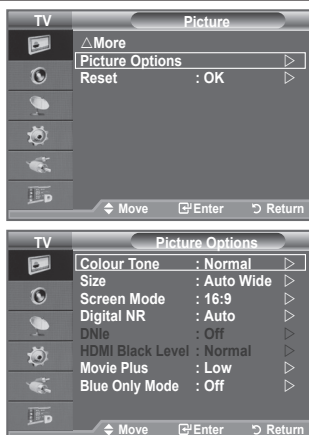 TV Picture
△More
Picture Options ▷
Reset : OK ▷
Move Enter Return
TV Picture Options
Colour Tone : Normal ▷
Size : Auto Wide ▷
Screen Mode : 16:9 ▷
Digital NR : Auto ▷
DNIe : Off ▷
HDMI Black Level : Normal ▷
Movie Plus : Low ▷
Blue Only Mode : Off ▷
Move Enter Return